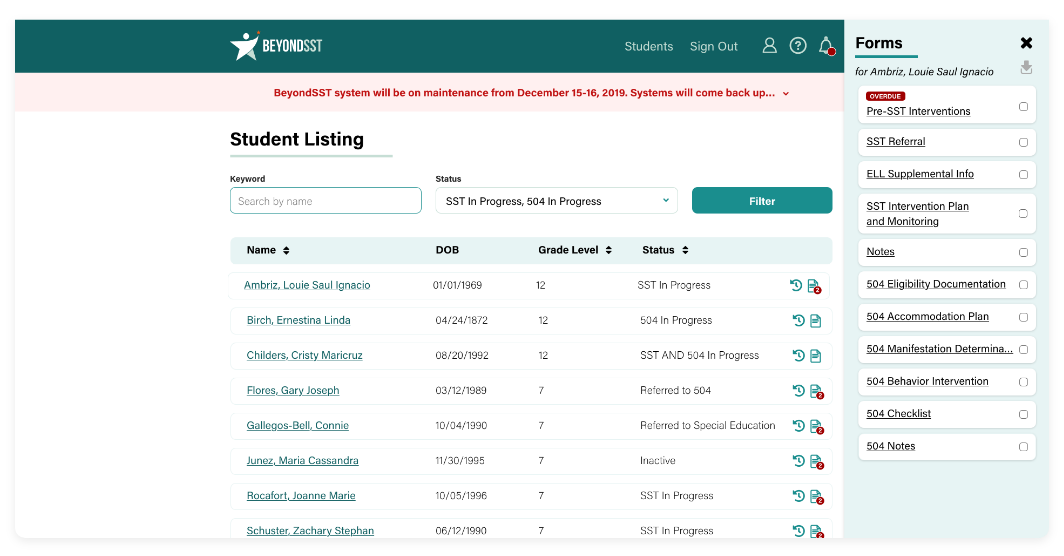 BEYONDSST
Students Sign Out
BeyondSST system will be on maintenance from December 15-16, 2019. Systems will come back up...
Student Listing
Keyword Status
Search by name SST In Progress, 504 In Progress Filter
Name DOB Grade Level Status
Ambriz, Louie Saul Ignacio 01/01/1969 12 SST In Progress 2
Birch, Ernestina Linda 04/24/1872 12 504 In Progress
Childers, Cristy Maricruz 08/20/1992 12 SST AND 504 In Progress
Flores, Gary Joseph 03/12/1989 7 Referred to 504 2
Gallegos-Bell, Connie 10/04/1990 7 Referred to Special Education 2
Junez, Maria Cassandra 11/30/1995 7 Inactive 2
Rocafort, Joanne Marie 10/05/1996 7 SST In Progress 2
Schuster, Zachary Stephan 06/12/1990 7 SST In Progress 2
Forms
for Ambriz, Louie Saul Ignacio
OVERDUE
Pre-SST Interventions
SST Referral
ELL Supplemental Info
SST Intervention Plan
and Monitoring
Notes
504 Eligibility Documentation
504 Accommodation Plan
504 Manifestation Determina...
504 Behavior Intervention
504 Checklist
504 Notes